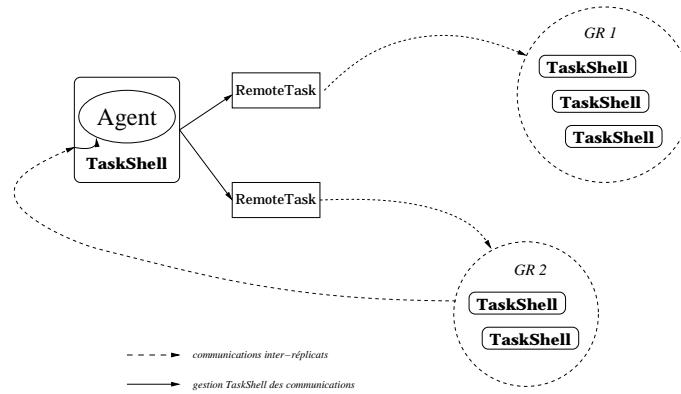 GR 1
TaskShell
TaskShell
TaskShell
RemoteTask
Agent
TaskShell
RemoteTask
GR 2
TaskShell
TaskShell
communications inter−réplicats
gestion TaskShell des communications